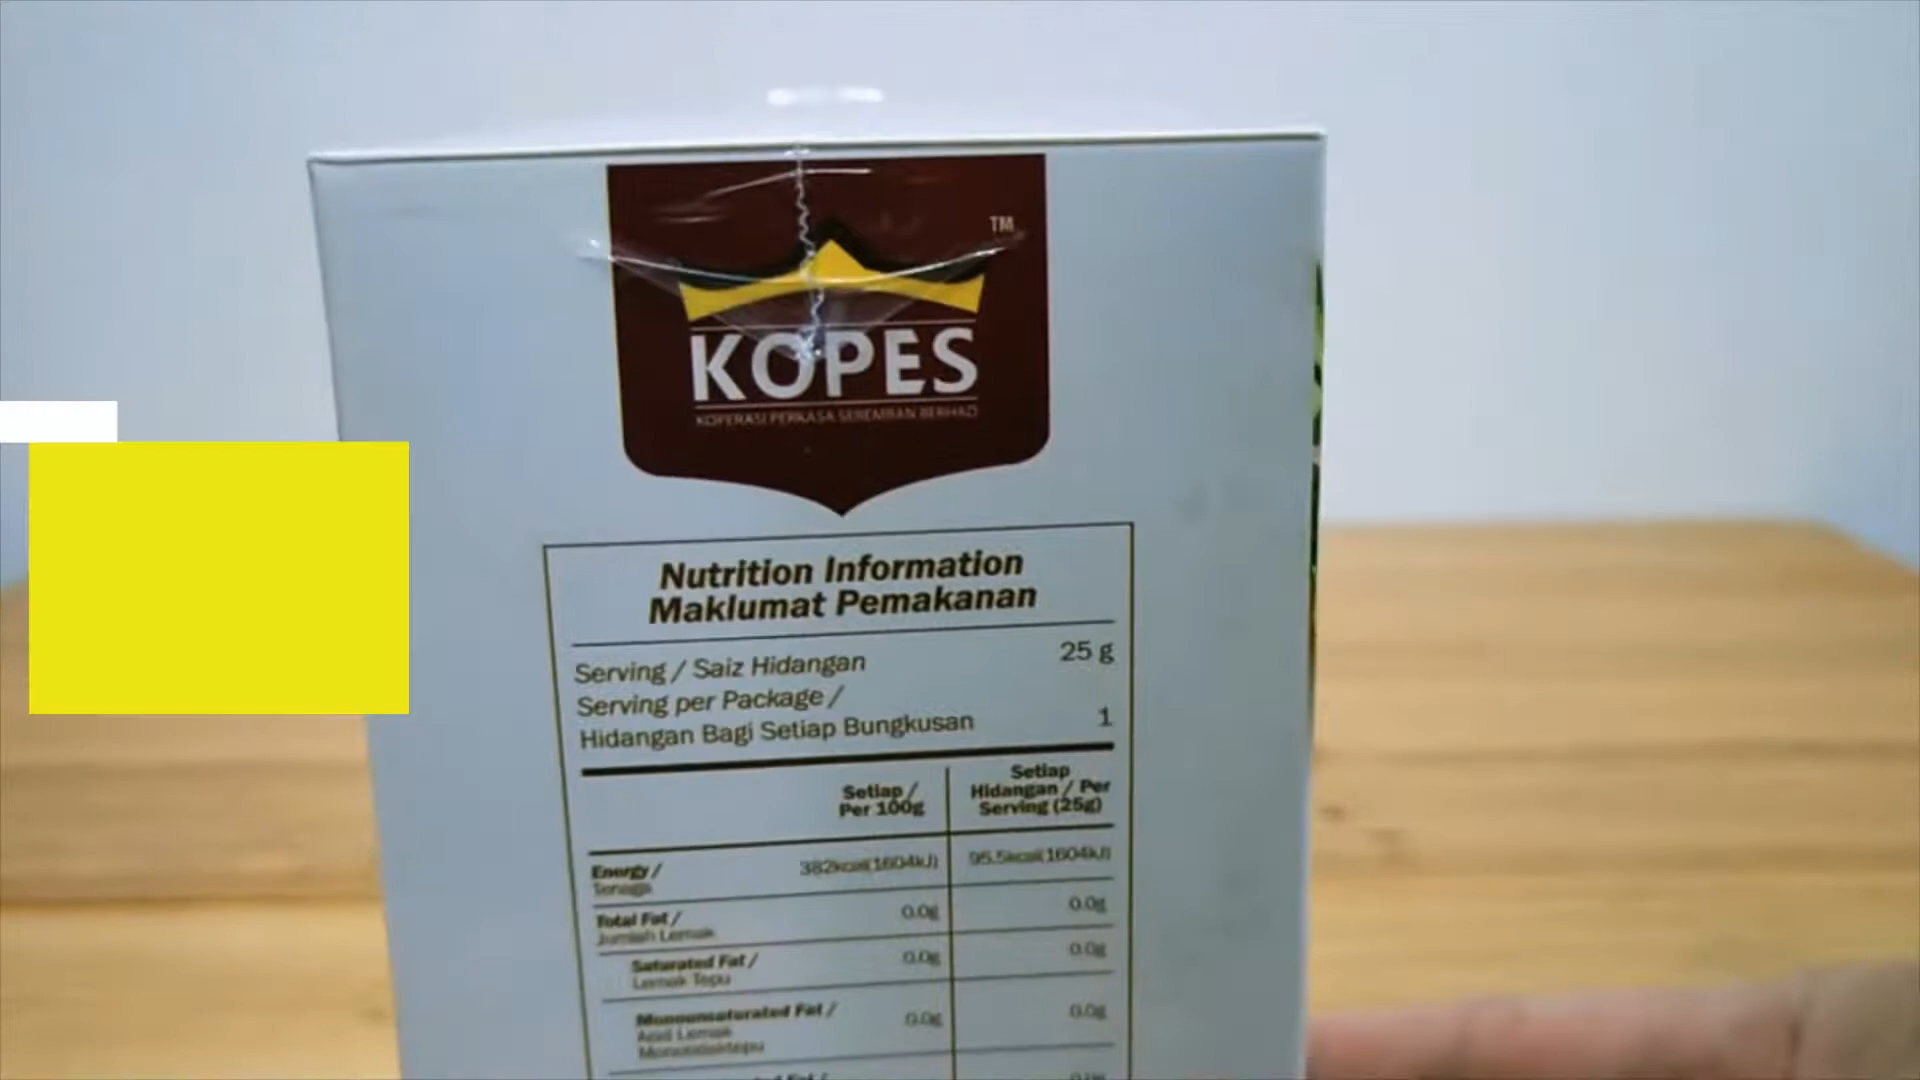 TM
KOPES
KOPERASI PERKASA SEREMBAN BERHAD
Nutrition Information
Maklumat Pemakanan
Serving / Saiz Hidangan 25 g
Serving per Package /
Hidangan Bagi Setiap Bungkusan 1
Setiap /
Per 100g
Setiap
Hidangan / Per
Serving (25g)
Energy /
Tenaga
382kcal(1604kJ) 95.5kcal(1604kJ)
Total Fat /
Jumlah Lemak
0.0g 0.0g
Saturated Fat /
Lemak Tepu
0.0g 0.0g
Monounsaturated Fat /
Asid Lemak
0.0g 0.0g